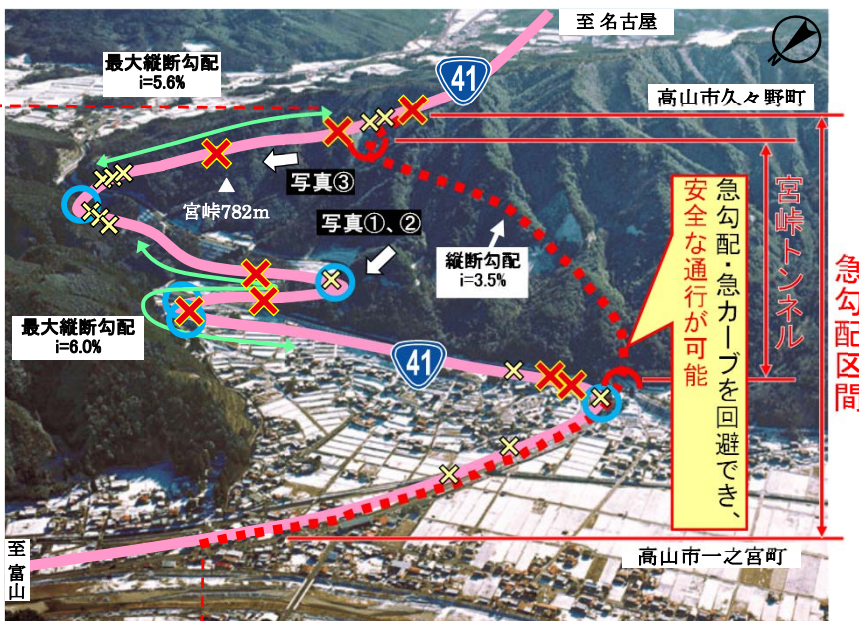 至 名古屋
最大縦断勾配
i=5.6%
41
高山市久々野町
写真③
宮峠782m
写真①、②
縦断勾配
i=3.5%
急勾配・急カーブを回避でき、
安全な通行が可能
宮峠トンネル
急勾配区間
最大縦断勾配
i=6.0%
41
高山市一之宮町
至 富山